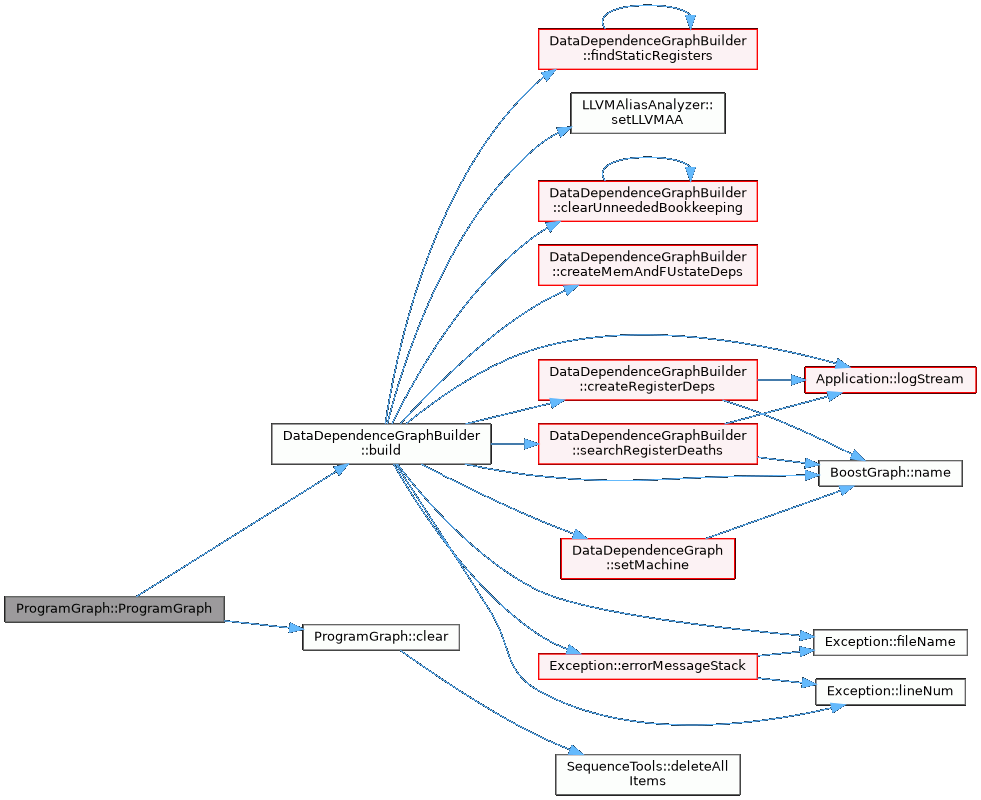 DataDependenceGraphBuilder
::findStaticRegisters
LLVMAliasAnalyzer::
setLLVMAA
DataDependenceGraphBuilder
::clearUnneededBookkeeping
DataDependenceGraphBuilder
::createMemAndFUstateDeps
DataDependenceGraphBuilder
::createRegisterDeps
Application::logStream
DataDependenceGraphBuilder
::build
DataDependenceGraphBuilder
::searchRegisterDeaths
BoostGraph::name
DataDependenceGraph
::setMachine
ProgramGraph::ProgramGraph
ProgramGraph::clear
Exception::fileName
Exception::errorMessageStack
Exception::lineNum
SequenceTools::deleteAll
Items